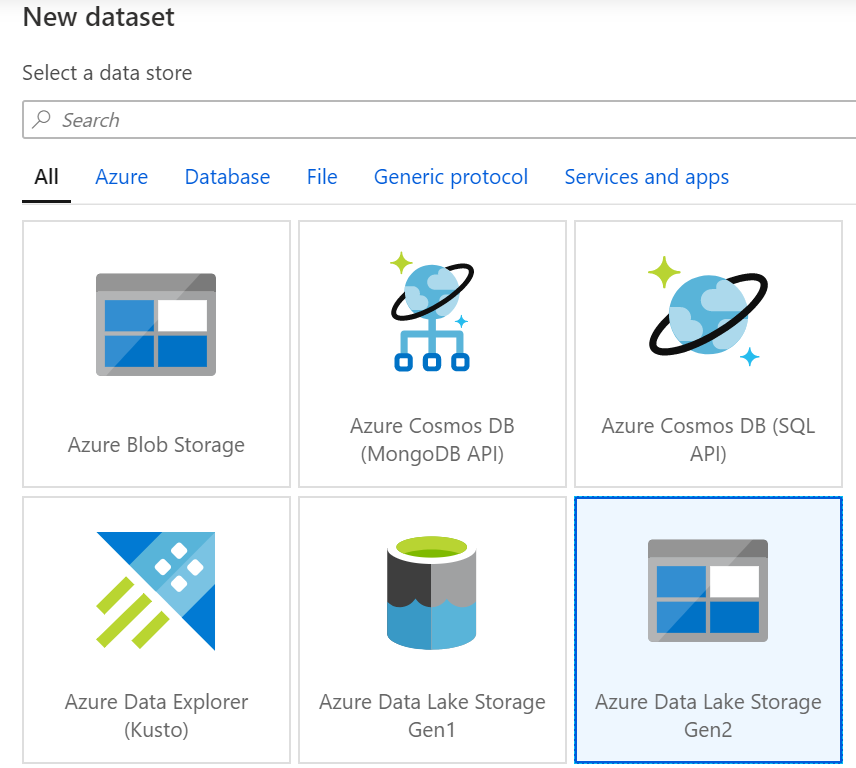 New dataset
Select a data store
Search
All Azure Database File Generic protocol Services and apps
Azure Blob Storage
Azure Cosmos DB
(MongoDB API)
Azure Cosmos DB (SQL
API)
Azure Data Explorer
(Kusto)
Azure Data Lake Storage
Gen1
Azure Data Lake Storage
Gen2